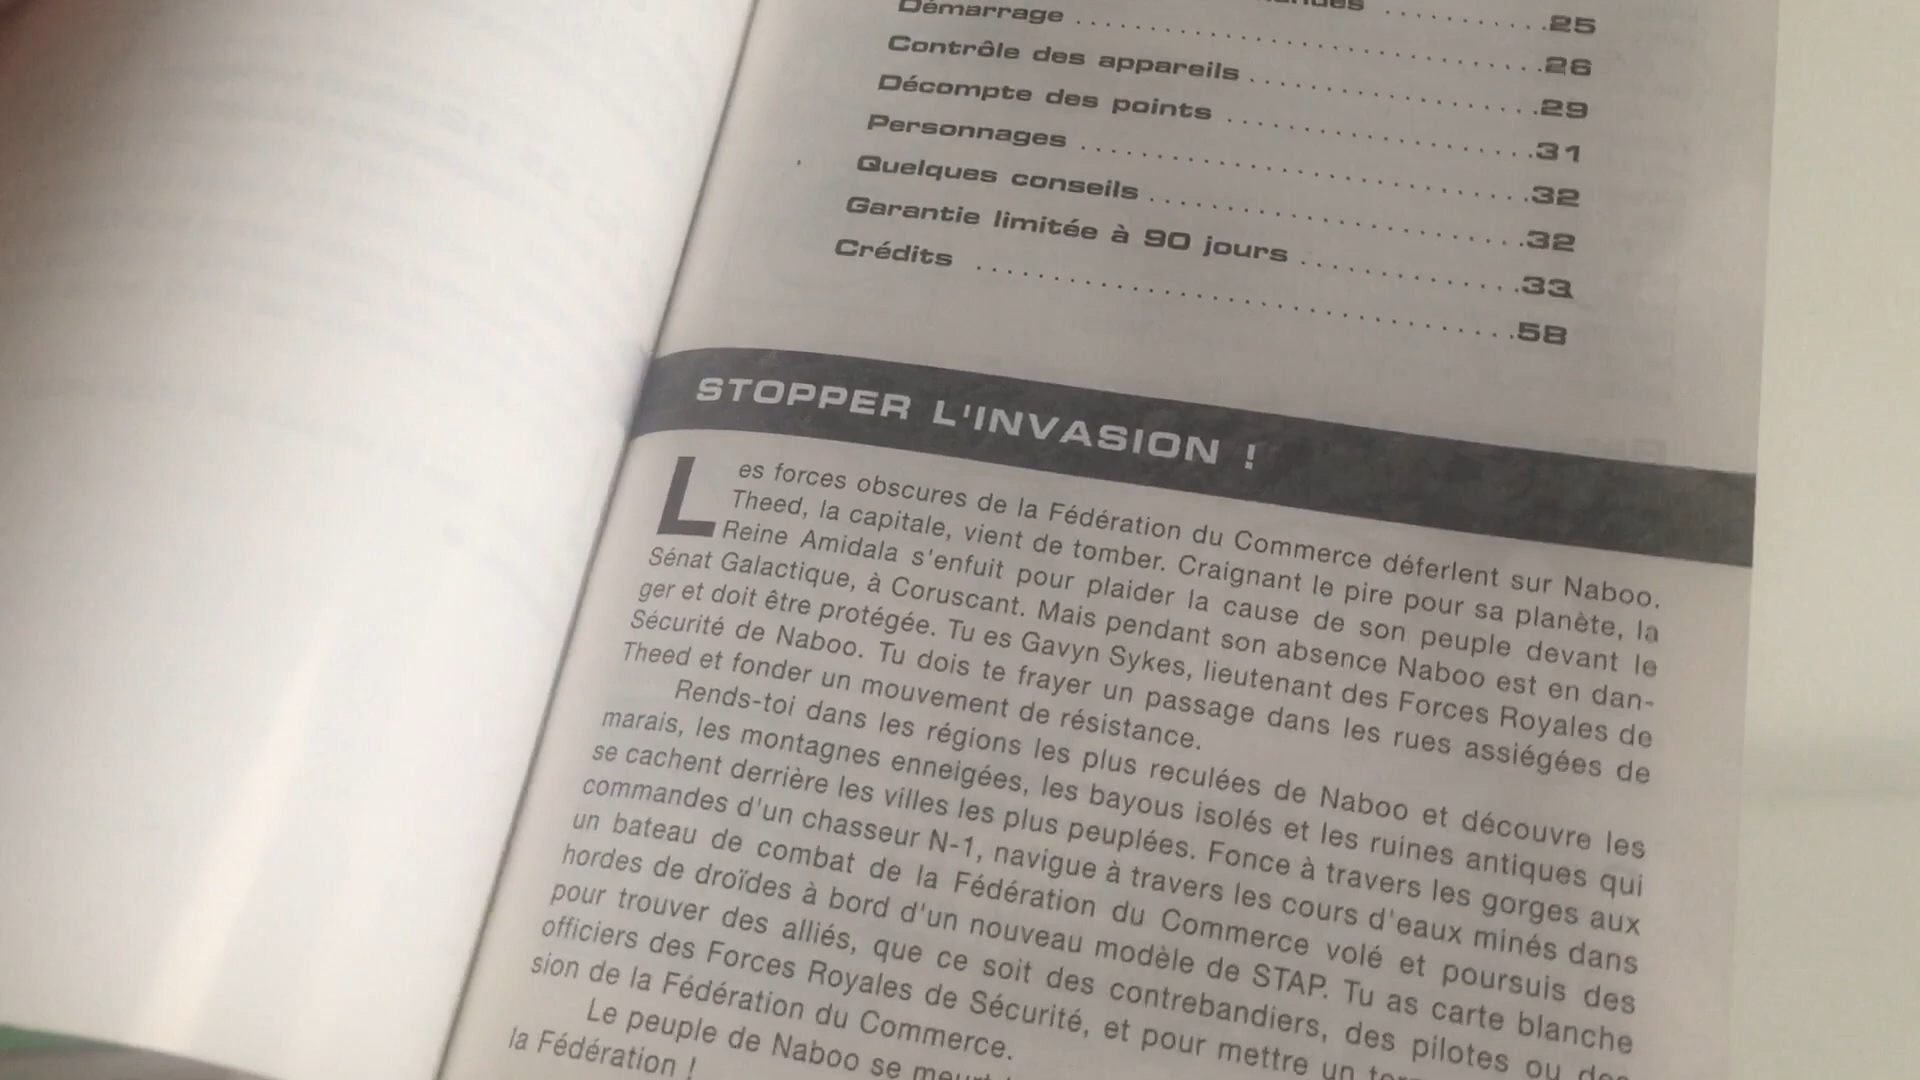 ..........25
Démarrage ..............................26
Contrôle des appareils ...................29
Décompte des points ....................31
Personnages .............................32
Quelques conseils ........................32
Garantie limitée à 90 jours ..............33
Crédits ..................................58
STOPPER L'INVASION !
Les forces obscures de la Fédération du Commerce déferlent sur Naboo.
Theed, la capitale, vient de tomber. Craignant le pire pour sa planète, la
Reine Amidala s'enfuit pour plaider la cause de son peuple devant le
Sénat Galactique, à Coruscant. Mais pendant son absence Naboo est en dan-
ger et doit être protégée. Tu es Gavyn Sykes, lieutenant des Forces Royales de
Sécurité de Naboo. Tu dois te frayer un passage dans les rues assiégées de
Theed et fonder un mouvement de résistance.
Rends-toi dans les régions les plus reculées de Naboo et découvre les
marais, les montagnes enneigées, les bayous isolés et les ruines antiques qui
se cachent derrière les villes les plus peuplées. Fonce à travers les gorges aux
commandes d'un chasseur N-1, navigue à travers les cours d'eaux minés dans
un bateau de combat de la Fédération du Commerce volé et poursuis des
hordes de droïdes à bord d'un nouveau modèle de STAP. Tu as carte blanche
pour trouver des alliés, que ce soit des contrebandiers, des pilotes ou des
officiers des Forces Royales de Sécurité, et pour mettre un
sion de la Fédération du Commerce.
Le peuple de Naboo se meurt
la Fédération !